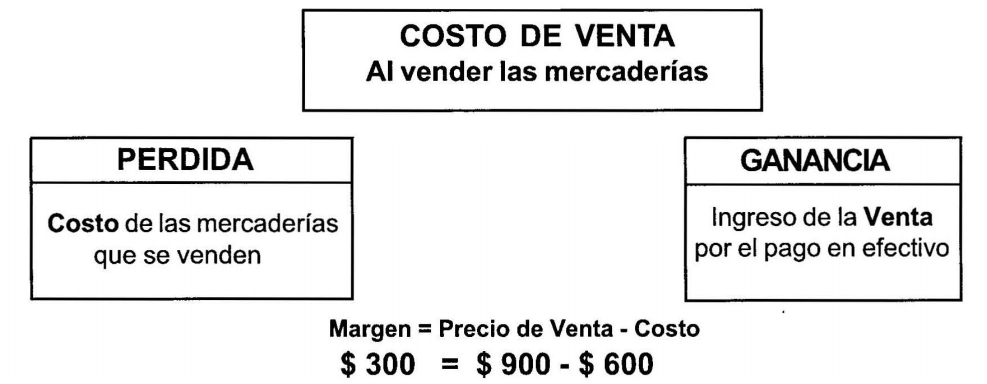 COSTO DE VENTA
Al vender las mercaderías
PERDIDA
Costo de las mercaderías
que se venden
GANANCIA
Ingreso de la Venta
por el pago en efectivo
Margen = Precio de Venta - Costo
$ 300 = $ 900 - $ 600